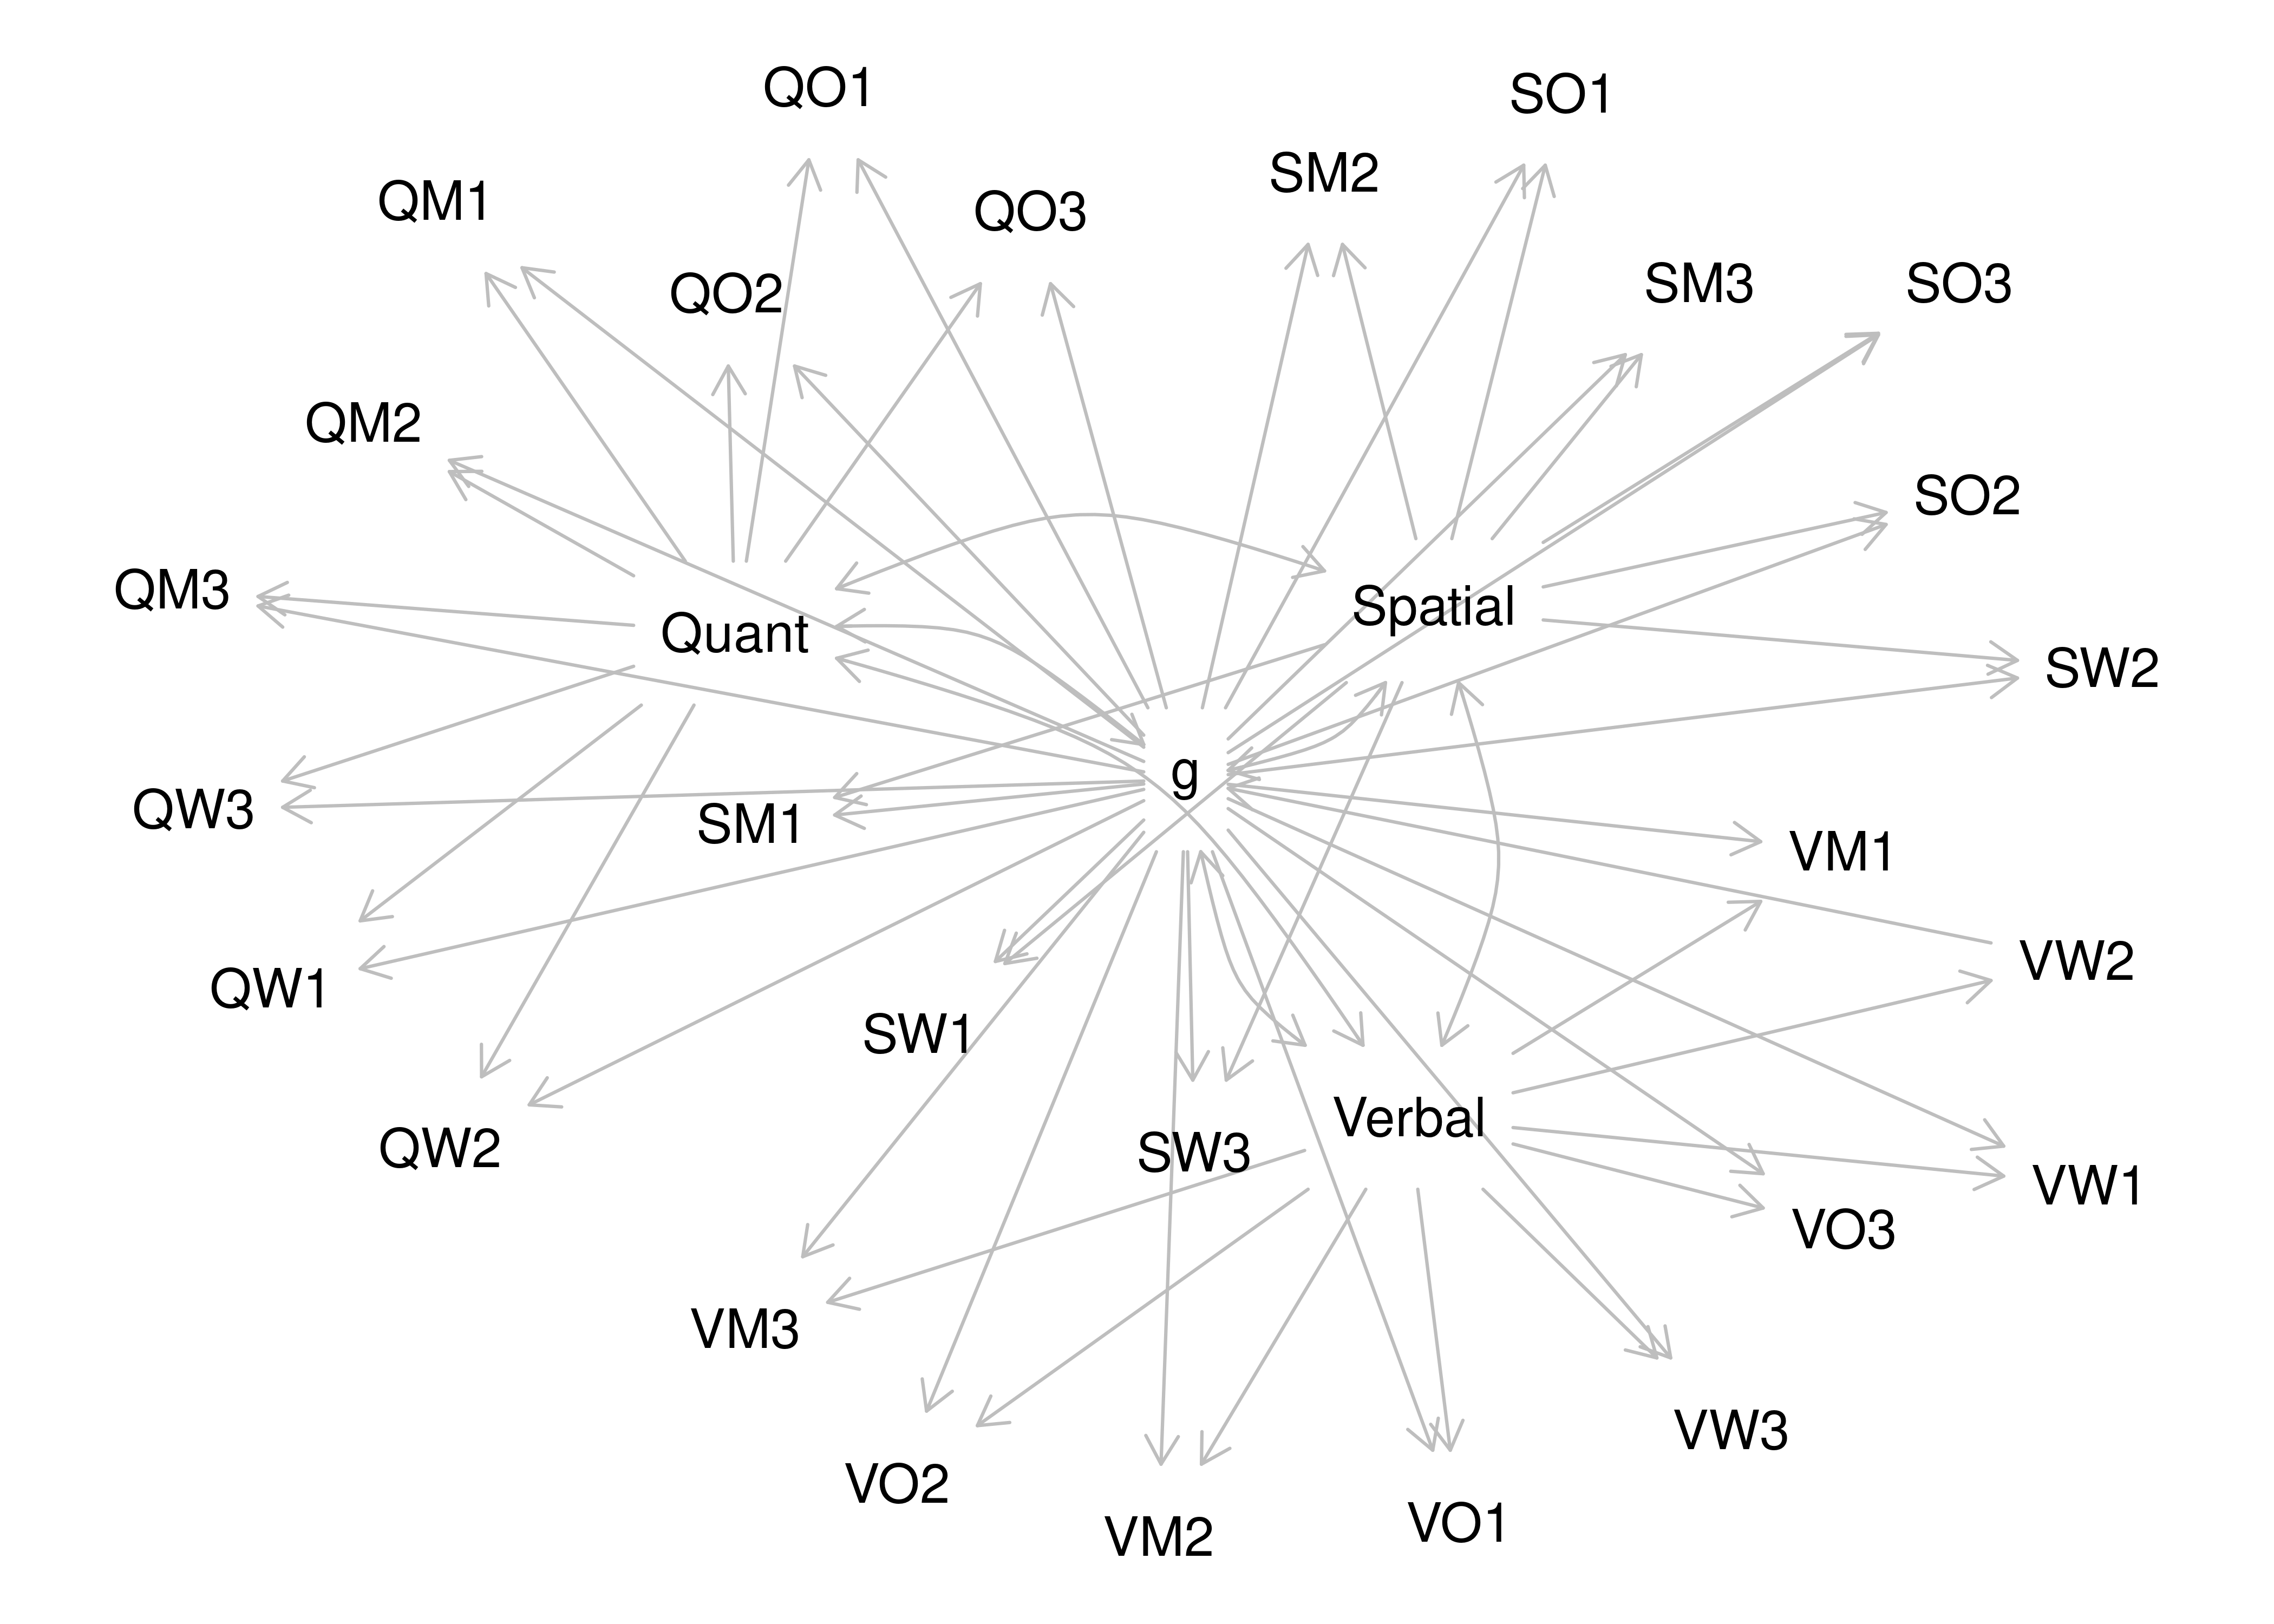 QO1
SO1
SM2
QM1
QO3
SM3
SO3
QO2
QM2
SO2
QM3
Spatial
Quant
SW2
g
QW3
SM1
VM1
VW2
QW1
SW1
Verbal
QW2
SW3
VW1
VO3
VM3
VW3
VO2
VO1
VM2